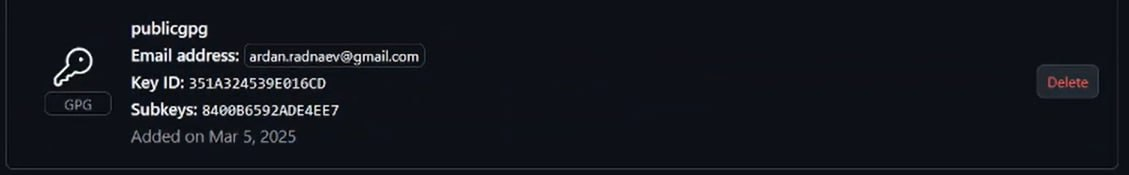 publicgpg
Email address: ardan.radnaev@gmail.com
Key ID: 351A324539E016CD
GPG
Subkeys: 8400B6592ADE4EE7
Added on Mar 5, 2025
Delete